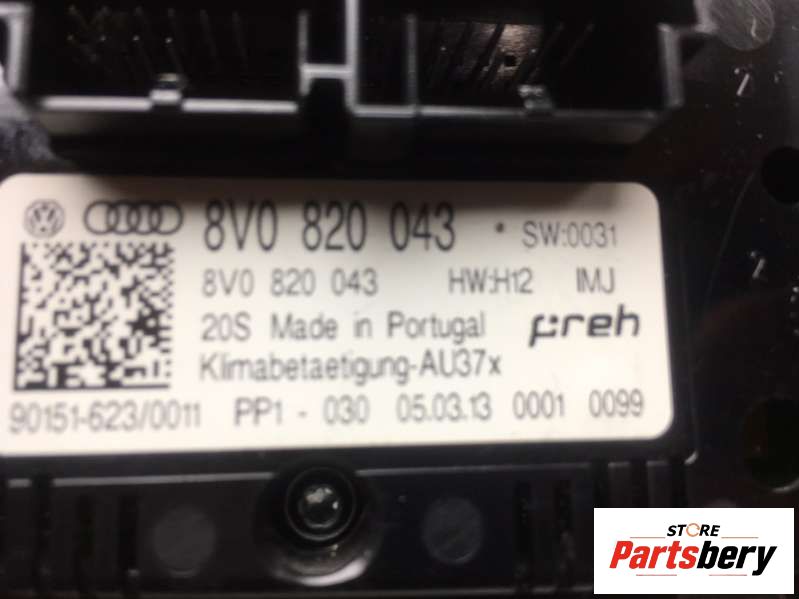 8V0 820 043 * SW:0031
8V0 820 043 HW:H12 IMJ
20S Made in Portugal preh
Klimabetaetigung-AU37x
90151-623/0011 PP1 - 030 05.03.13 0001 0099
STORE
Partsbery